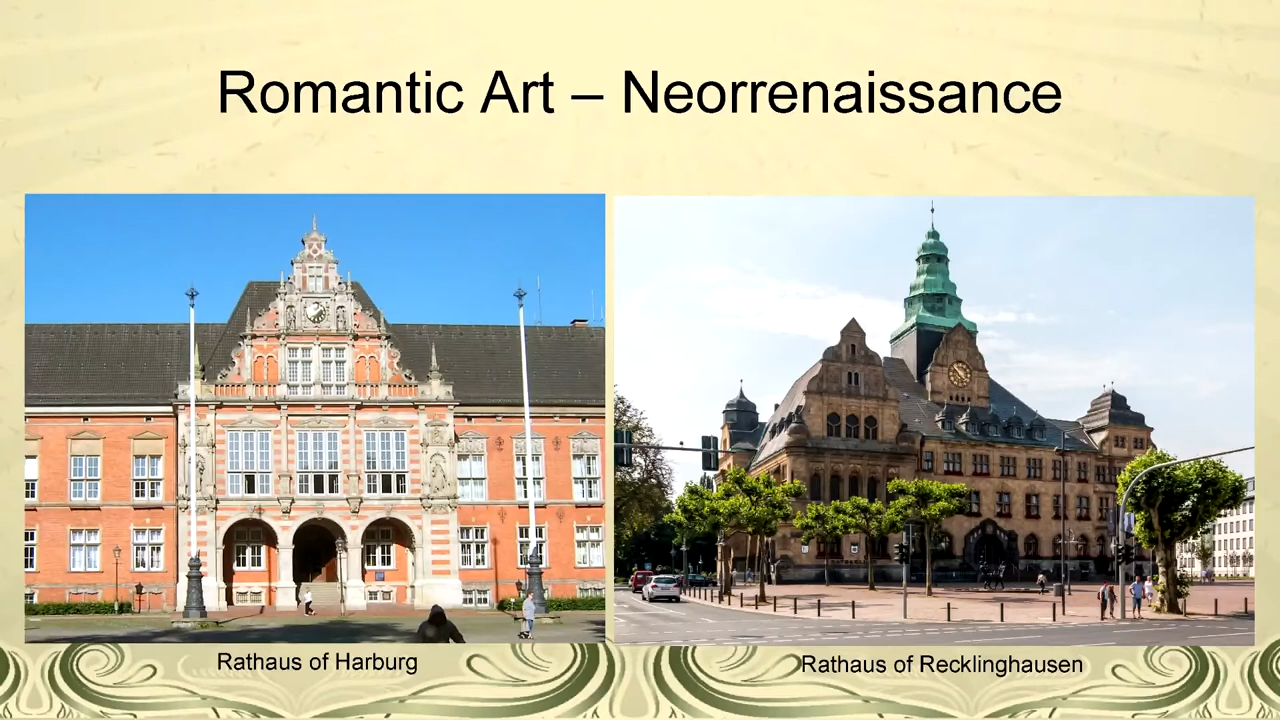 Romantic Art – Neorrenaissance
Rathaus of Harburg
Rathaus of Recklinghausen